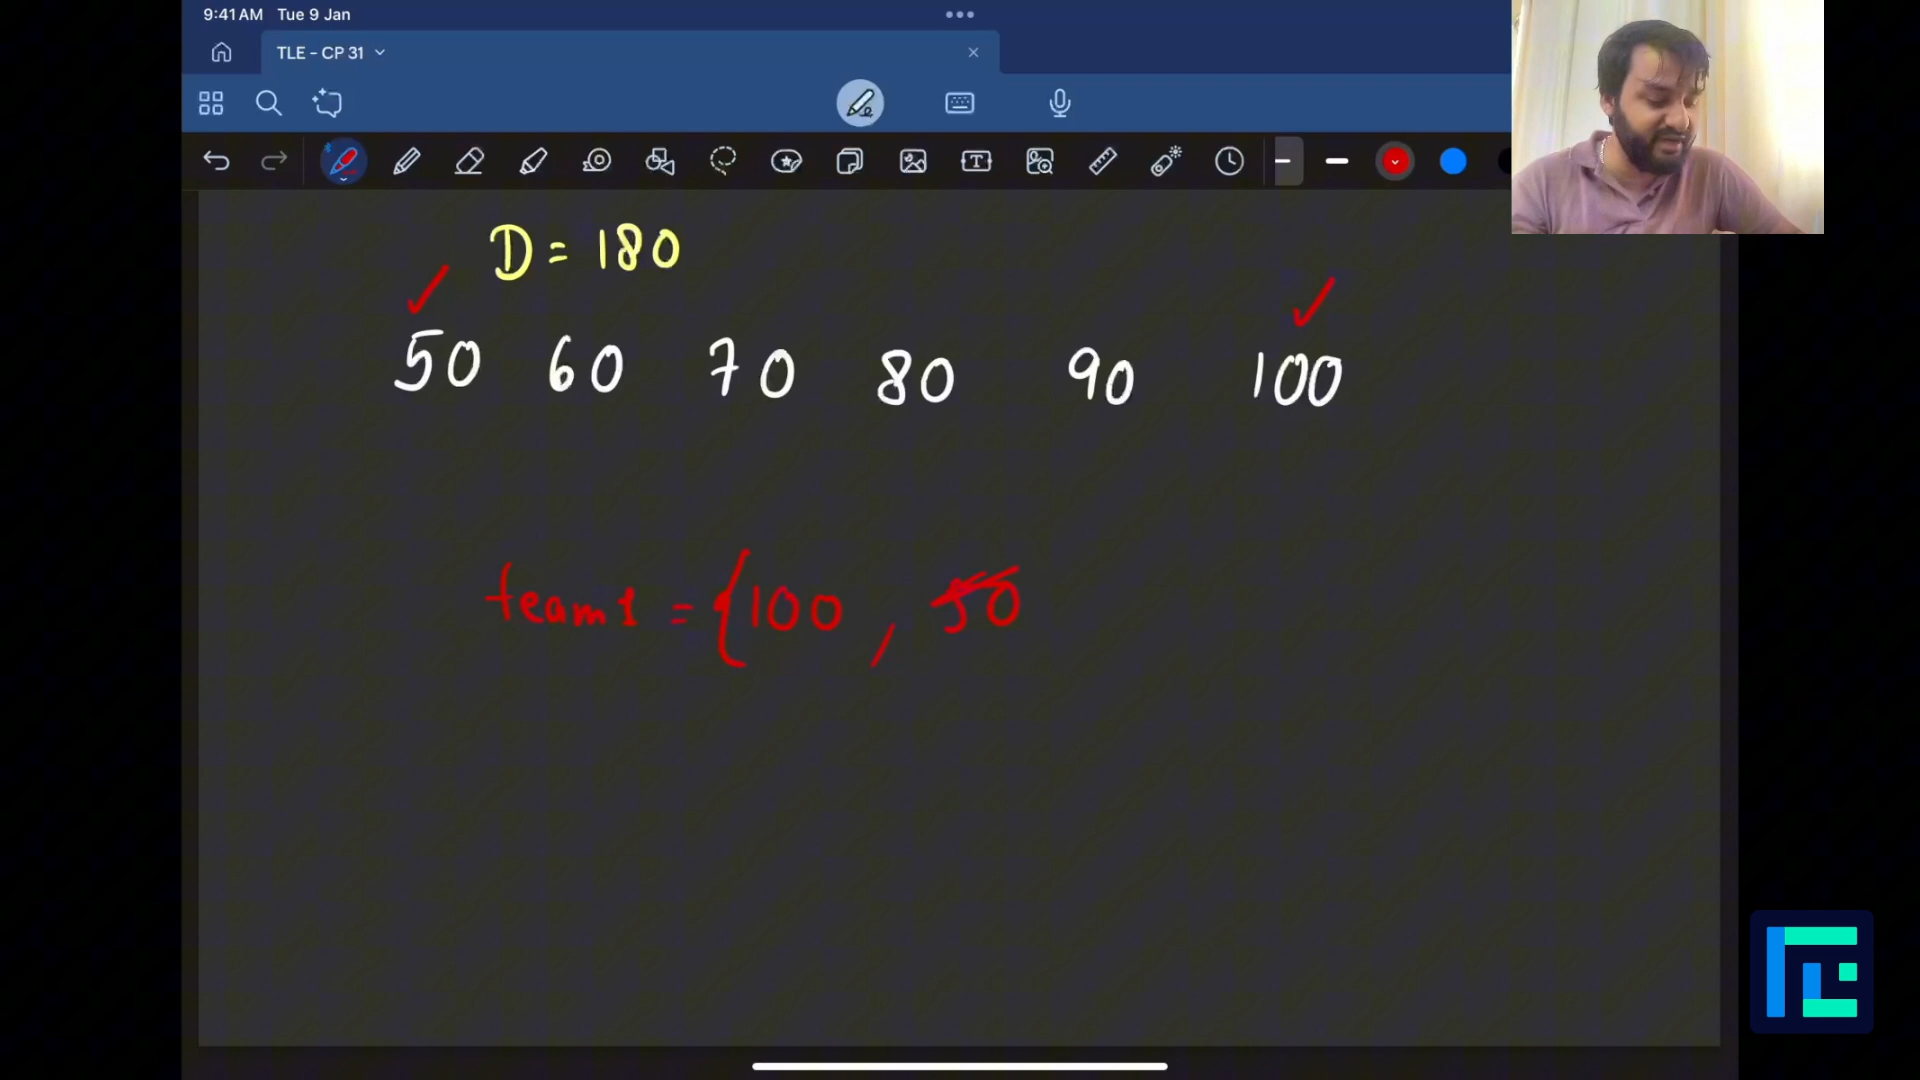 9:41 AM Tue 9 Jan
TLE - CP 31
D = 180
50 60 70 80 90 100
team1 = {100 , 50